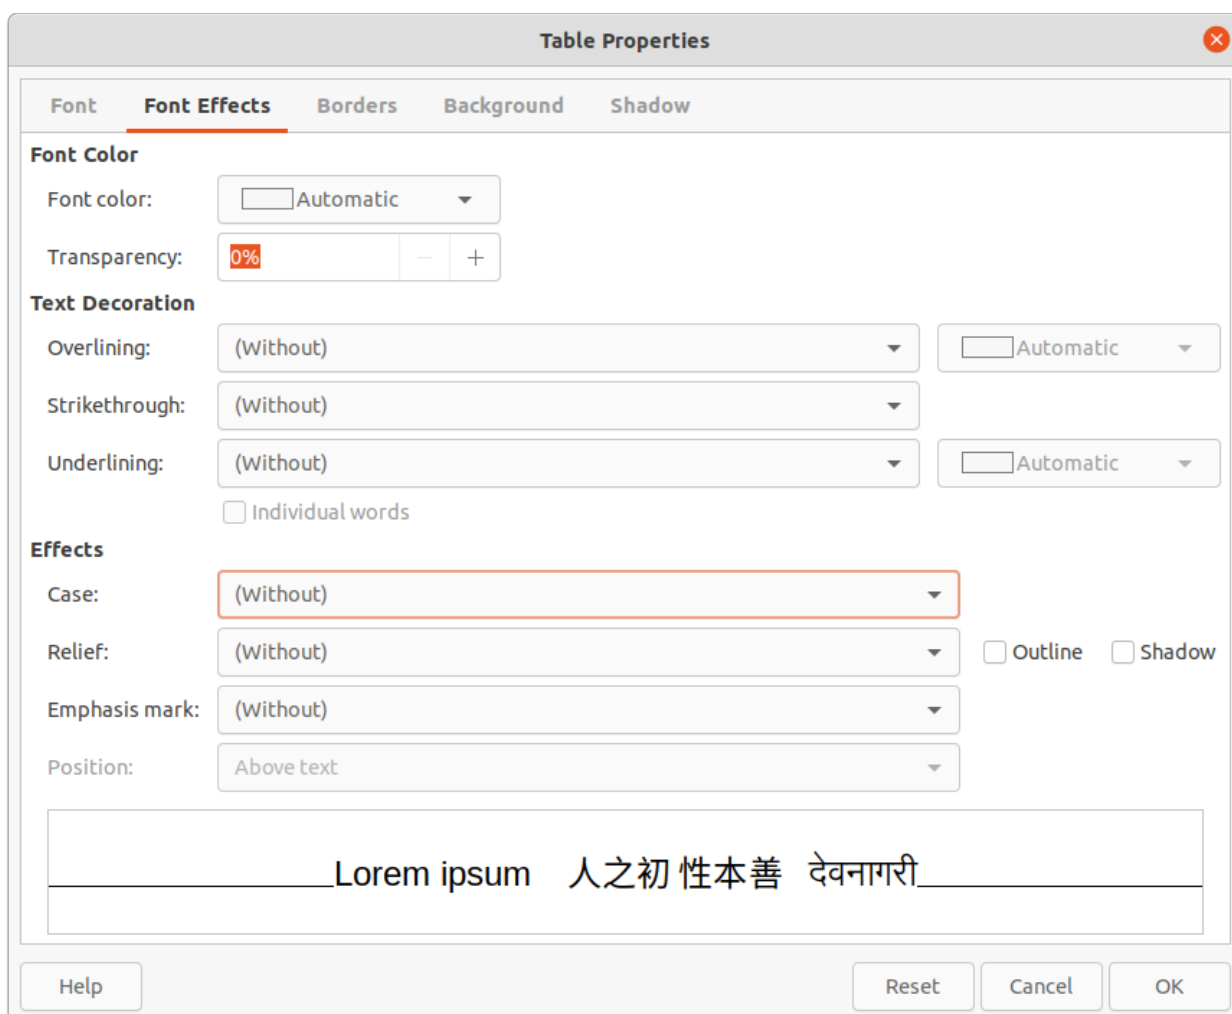 Table Properties
Font Font Effects Borders Background Shadow
Font Color
Font color: Automatic
Transparency: 0%
Text Decoration
Overlining: (Without) Automatic
Strikethrough: (Without)
Underlining: (Without) Automatic
Individual words
Effects
Case: (Without)
Relief: (Without) Outline Shadow
Emphasis mark: (Without)
Position: Above text
Lorem ipsum 人之初 性本善 देवनागरी
Help Reset Cancel OK